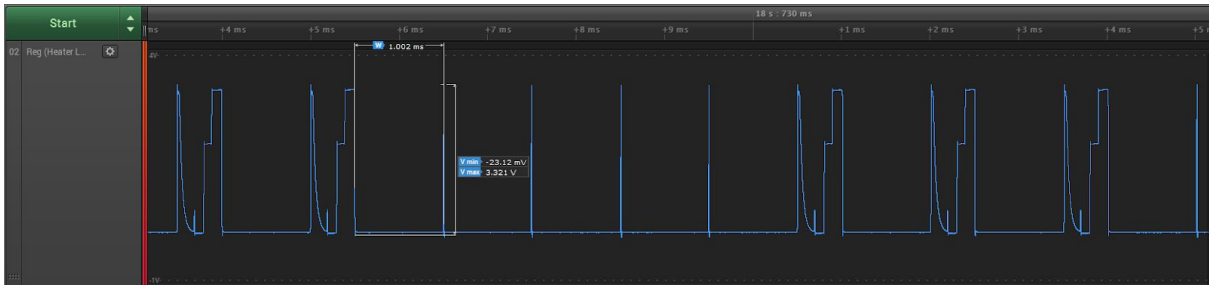 Start
18 s : 730 ms
ms +4 ms +5 ms +6 ms +7 ms +8 ms +9 ms +1 ms +2 ms +3 ms +4 ms +5
02 Reg (Heater L...
W 1.002 ms
4V
V min -23.12 mV
V max 3.321 V
-1V